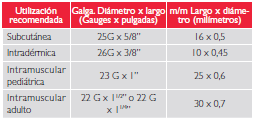 Utilización
recomendada
Galga. Diámetro x largo
(Gauges x pulgadas)
m/m Largo x diáme-
tro (milímetros)
Subcutánea
25G x 5/8"
16 x 0,5
Intradérmica
26G x 3/8"
10 x 0,45
Intramuscular
pediátrica
23 G x 1"
25 x 0,6
Intramuscular
adulto
22 G x 1 1/2" o 22 G
x 1 1/4"
30 x 0,7